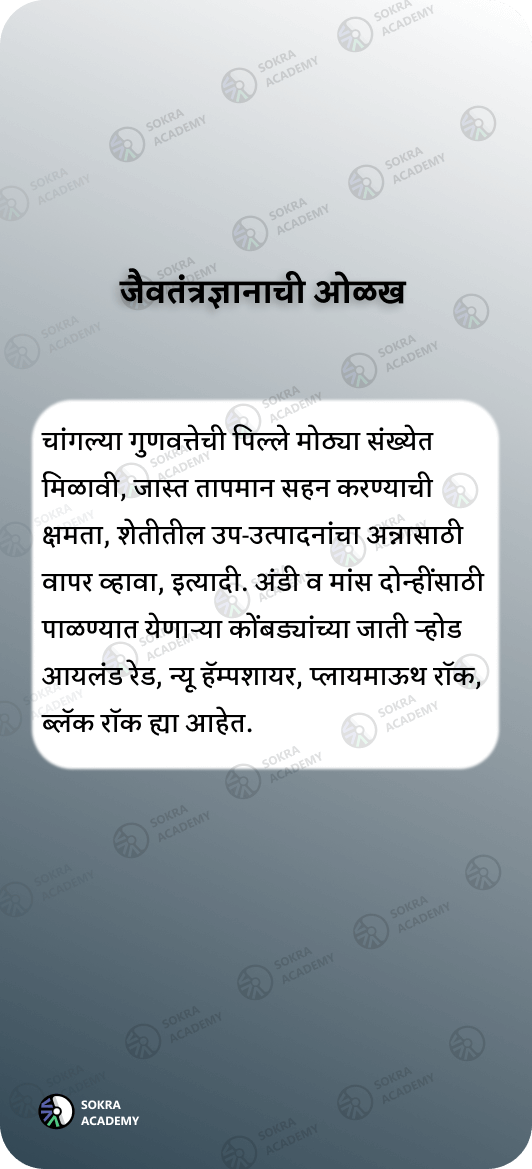 जैवतंत्रज्ञानाची ओळख
चांगल्या गुणवत्तेची पिल्ले मोठ्या संख्येत
मिळावी, जास्त तापमान सहन करण्याची
क्षमता, शेतीतील उप-उत्पादनांचा अन्नासाठी
वापर व्हावा, इत्यादी. अंडी व मांस दोन्हींसाठी
पाळण्यात येणाऱ्या कोंबड्यांच्या जाती ऱ्होड
आयलंड रेड, न्यू हॅम्पशायर, प्लायमाऊथ रॉक,
ब्लॅक रॉक ह्या आहेत.
SOKRA
ACADEMY